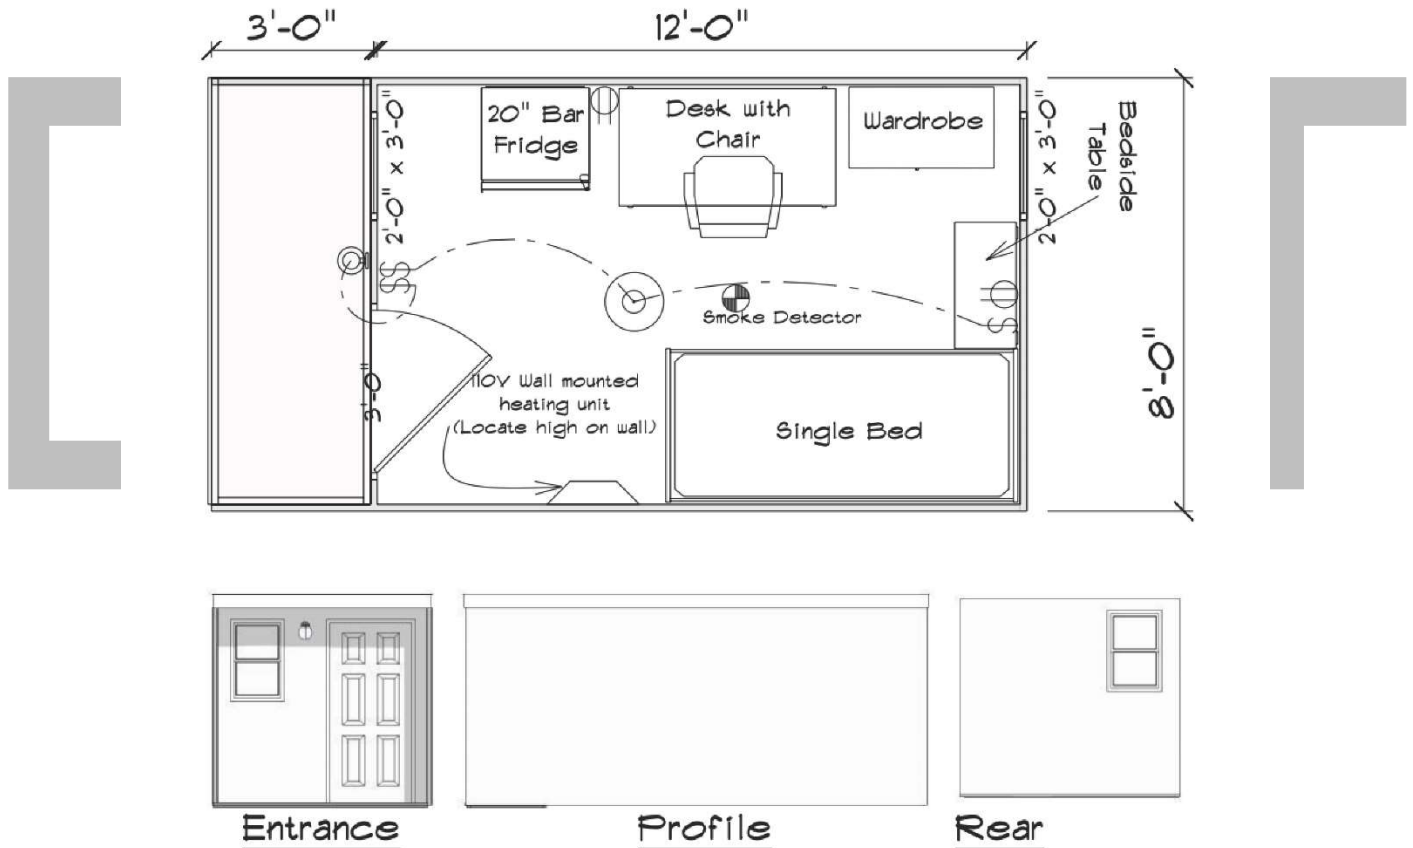 3'-0"
12'-0"
2'-0" x 3'-0"
20" Bar
Fridge
Desk with
Chair
Wardrobe
2'-0" x 3'-0"
Bedside
Table
SS
S
Smoke Detector
3'-0"
110V Wall mounted
heating unit
(Locate high on wall)
Single Bed
8'-0"
Entrance
Profile
Rear